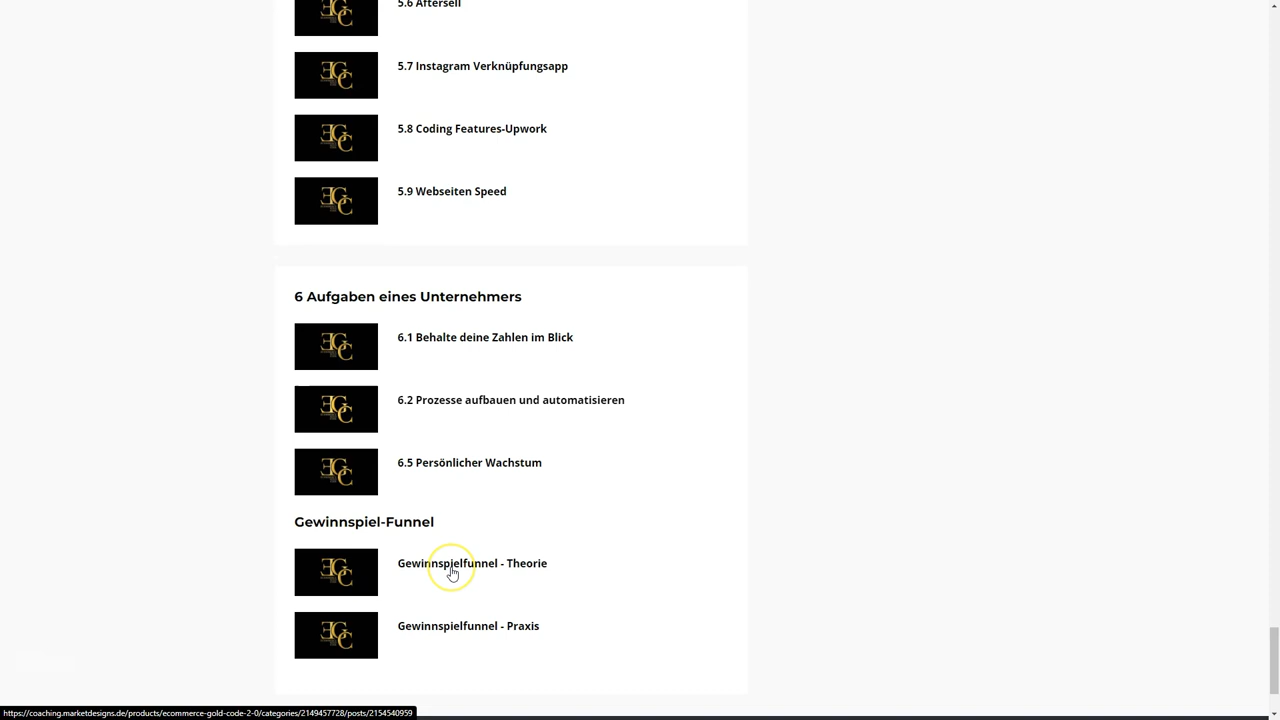 5.6 Aftersell
5.7 Instagram Verknüpfungsapp
5.8 Coding Features-Upwork
5.9 Webseiten Speed
6 Aufgaben eines Unternehmers
6.1 Behalte deine Zahlen im Blick
6.2 Prozesse aufbauen und automatisieren
6.5 Persönlicher Wachstum
Gewinnspiel-Funnel
Gewinnspielfunnel - Theorie
Gewinnspielfunnel - Praxis
https://coaching.marketdesigns.de/products/ecommerce-gold-code-2-0/categories/2149457728/posts/2154540959